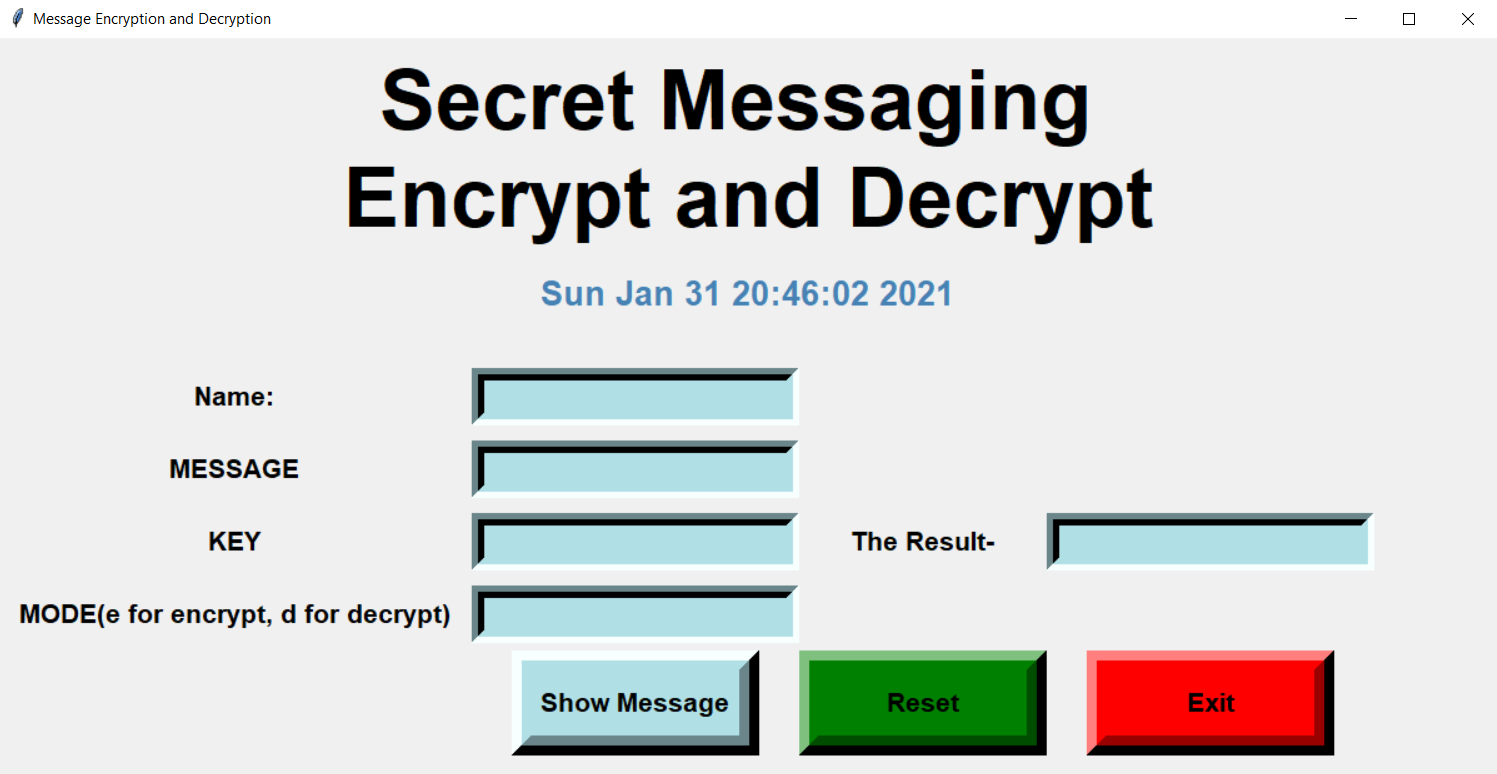 Message Encryption and Decryption
Secret Messaging
Encrypt and Decrypt
Sun Jan 31 20:46:02 2021
Name:
MESSAGE
KEY
The Result-
MODE(e for encrypt, d for decrypt)
Show Message
Reset
Exit